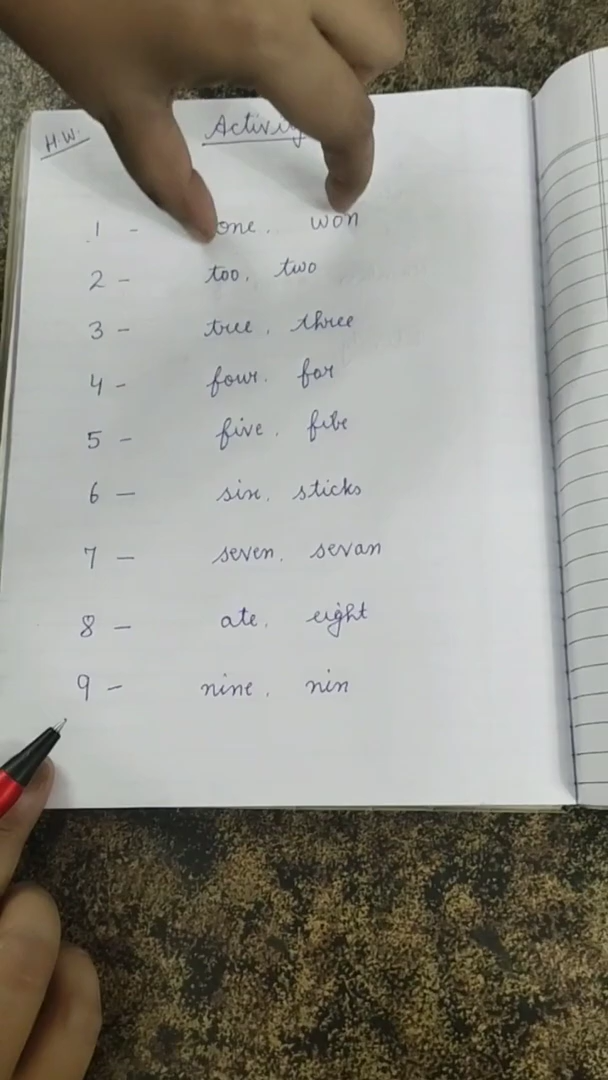 H.W.
Activity
1 - one, won
2 - too, two
3 - tree, three
4 - four, for
5 - five, fibe
6 - six, sticks
7 - seven, sevan
8 - ate, eight
9 - nine, nin